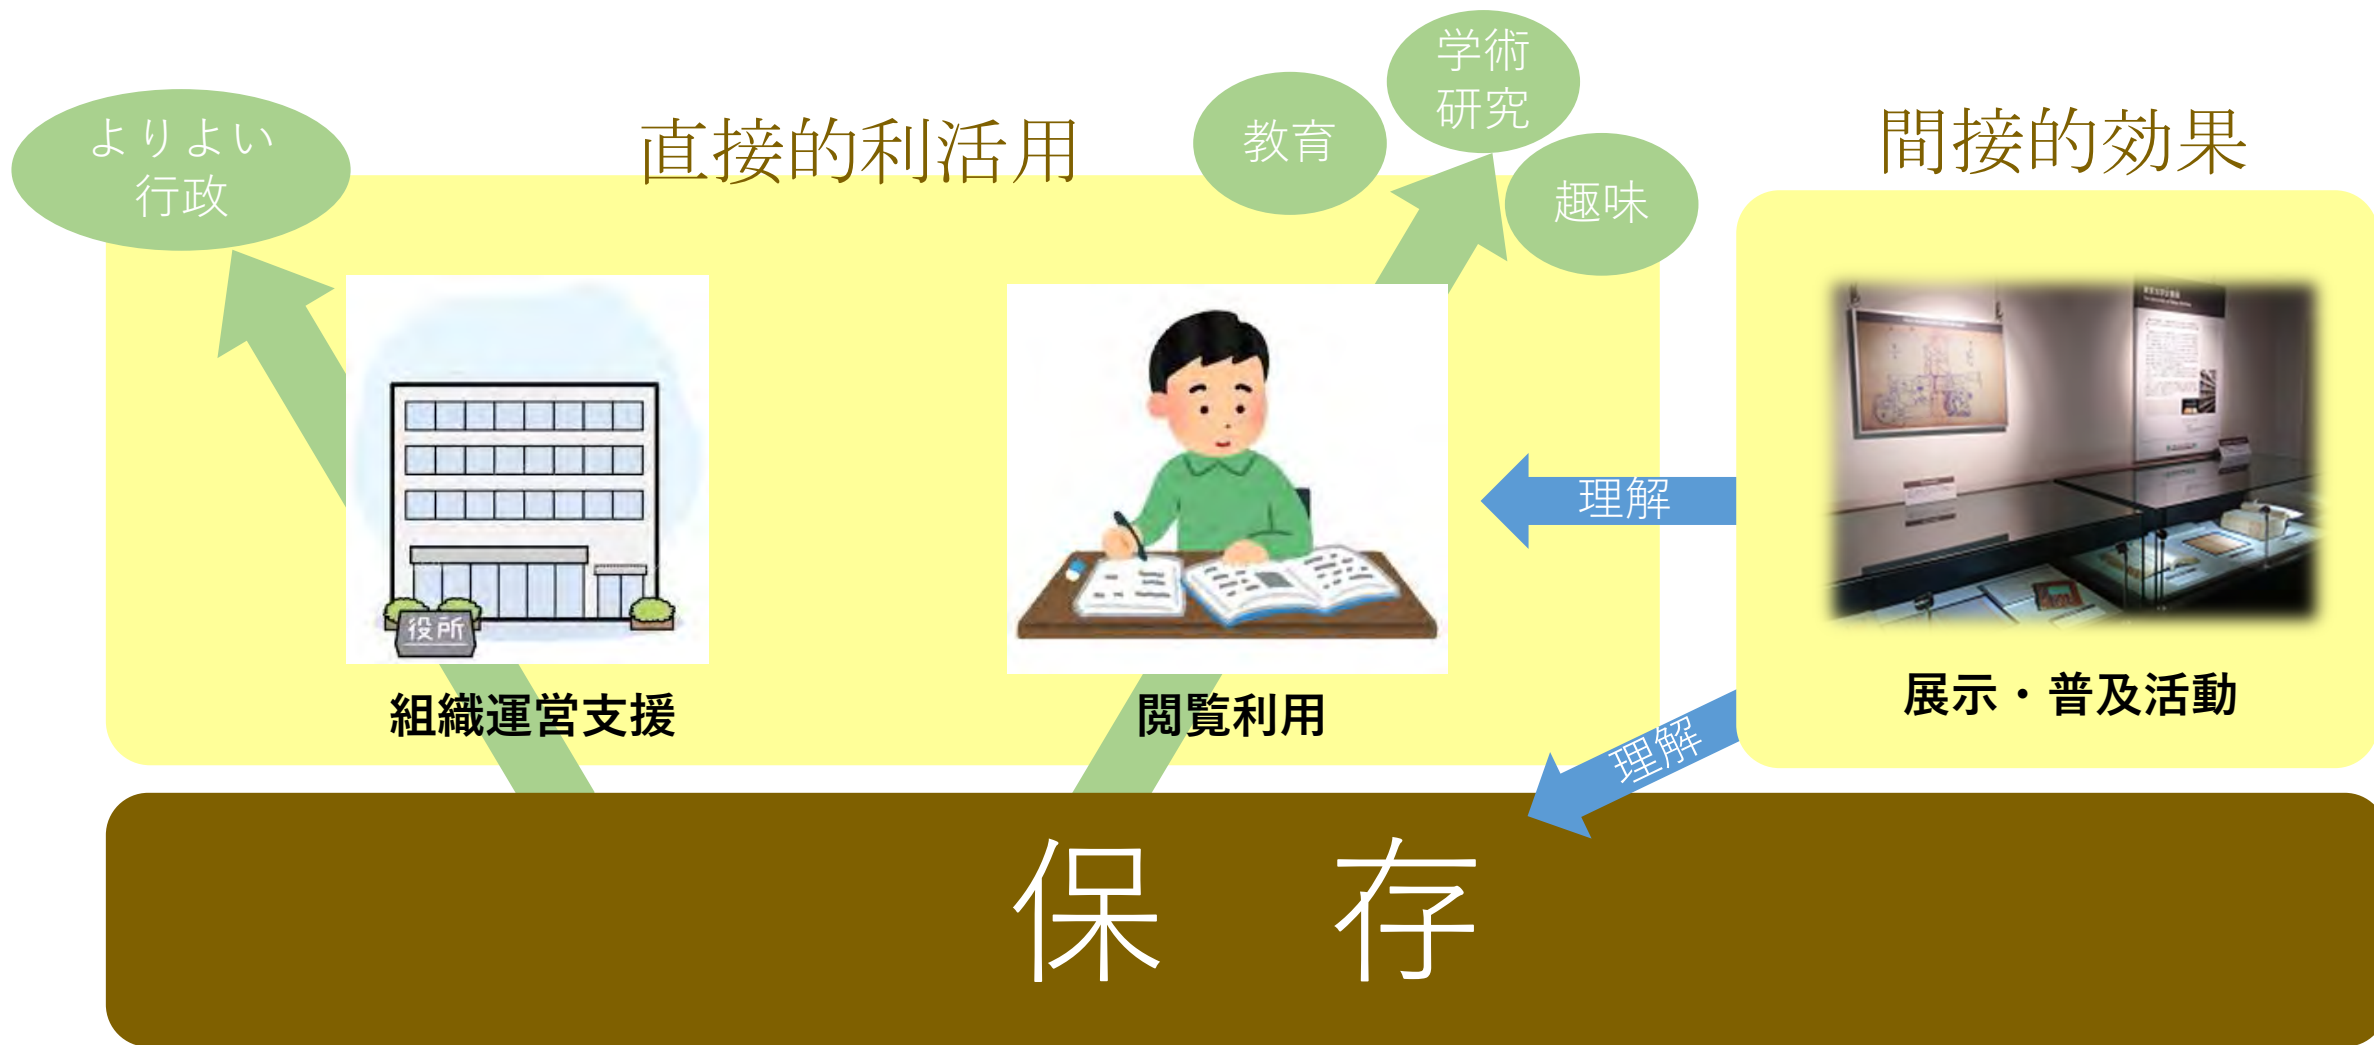 よりよい
行政
直接的利活用
教育
学術
研究
趣味
間接的効果
役所
組織運営支援
閲覧利用
理解
展示・普及活動
理解
保 存